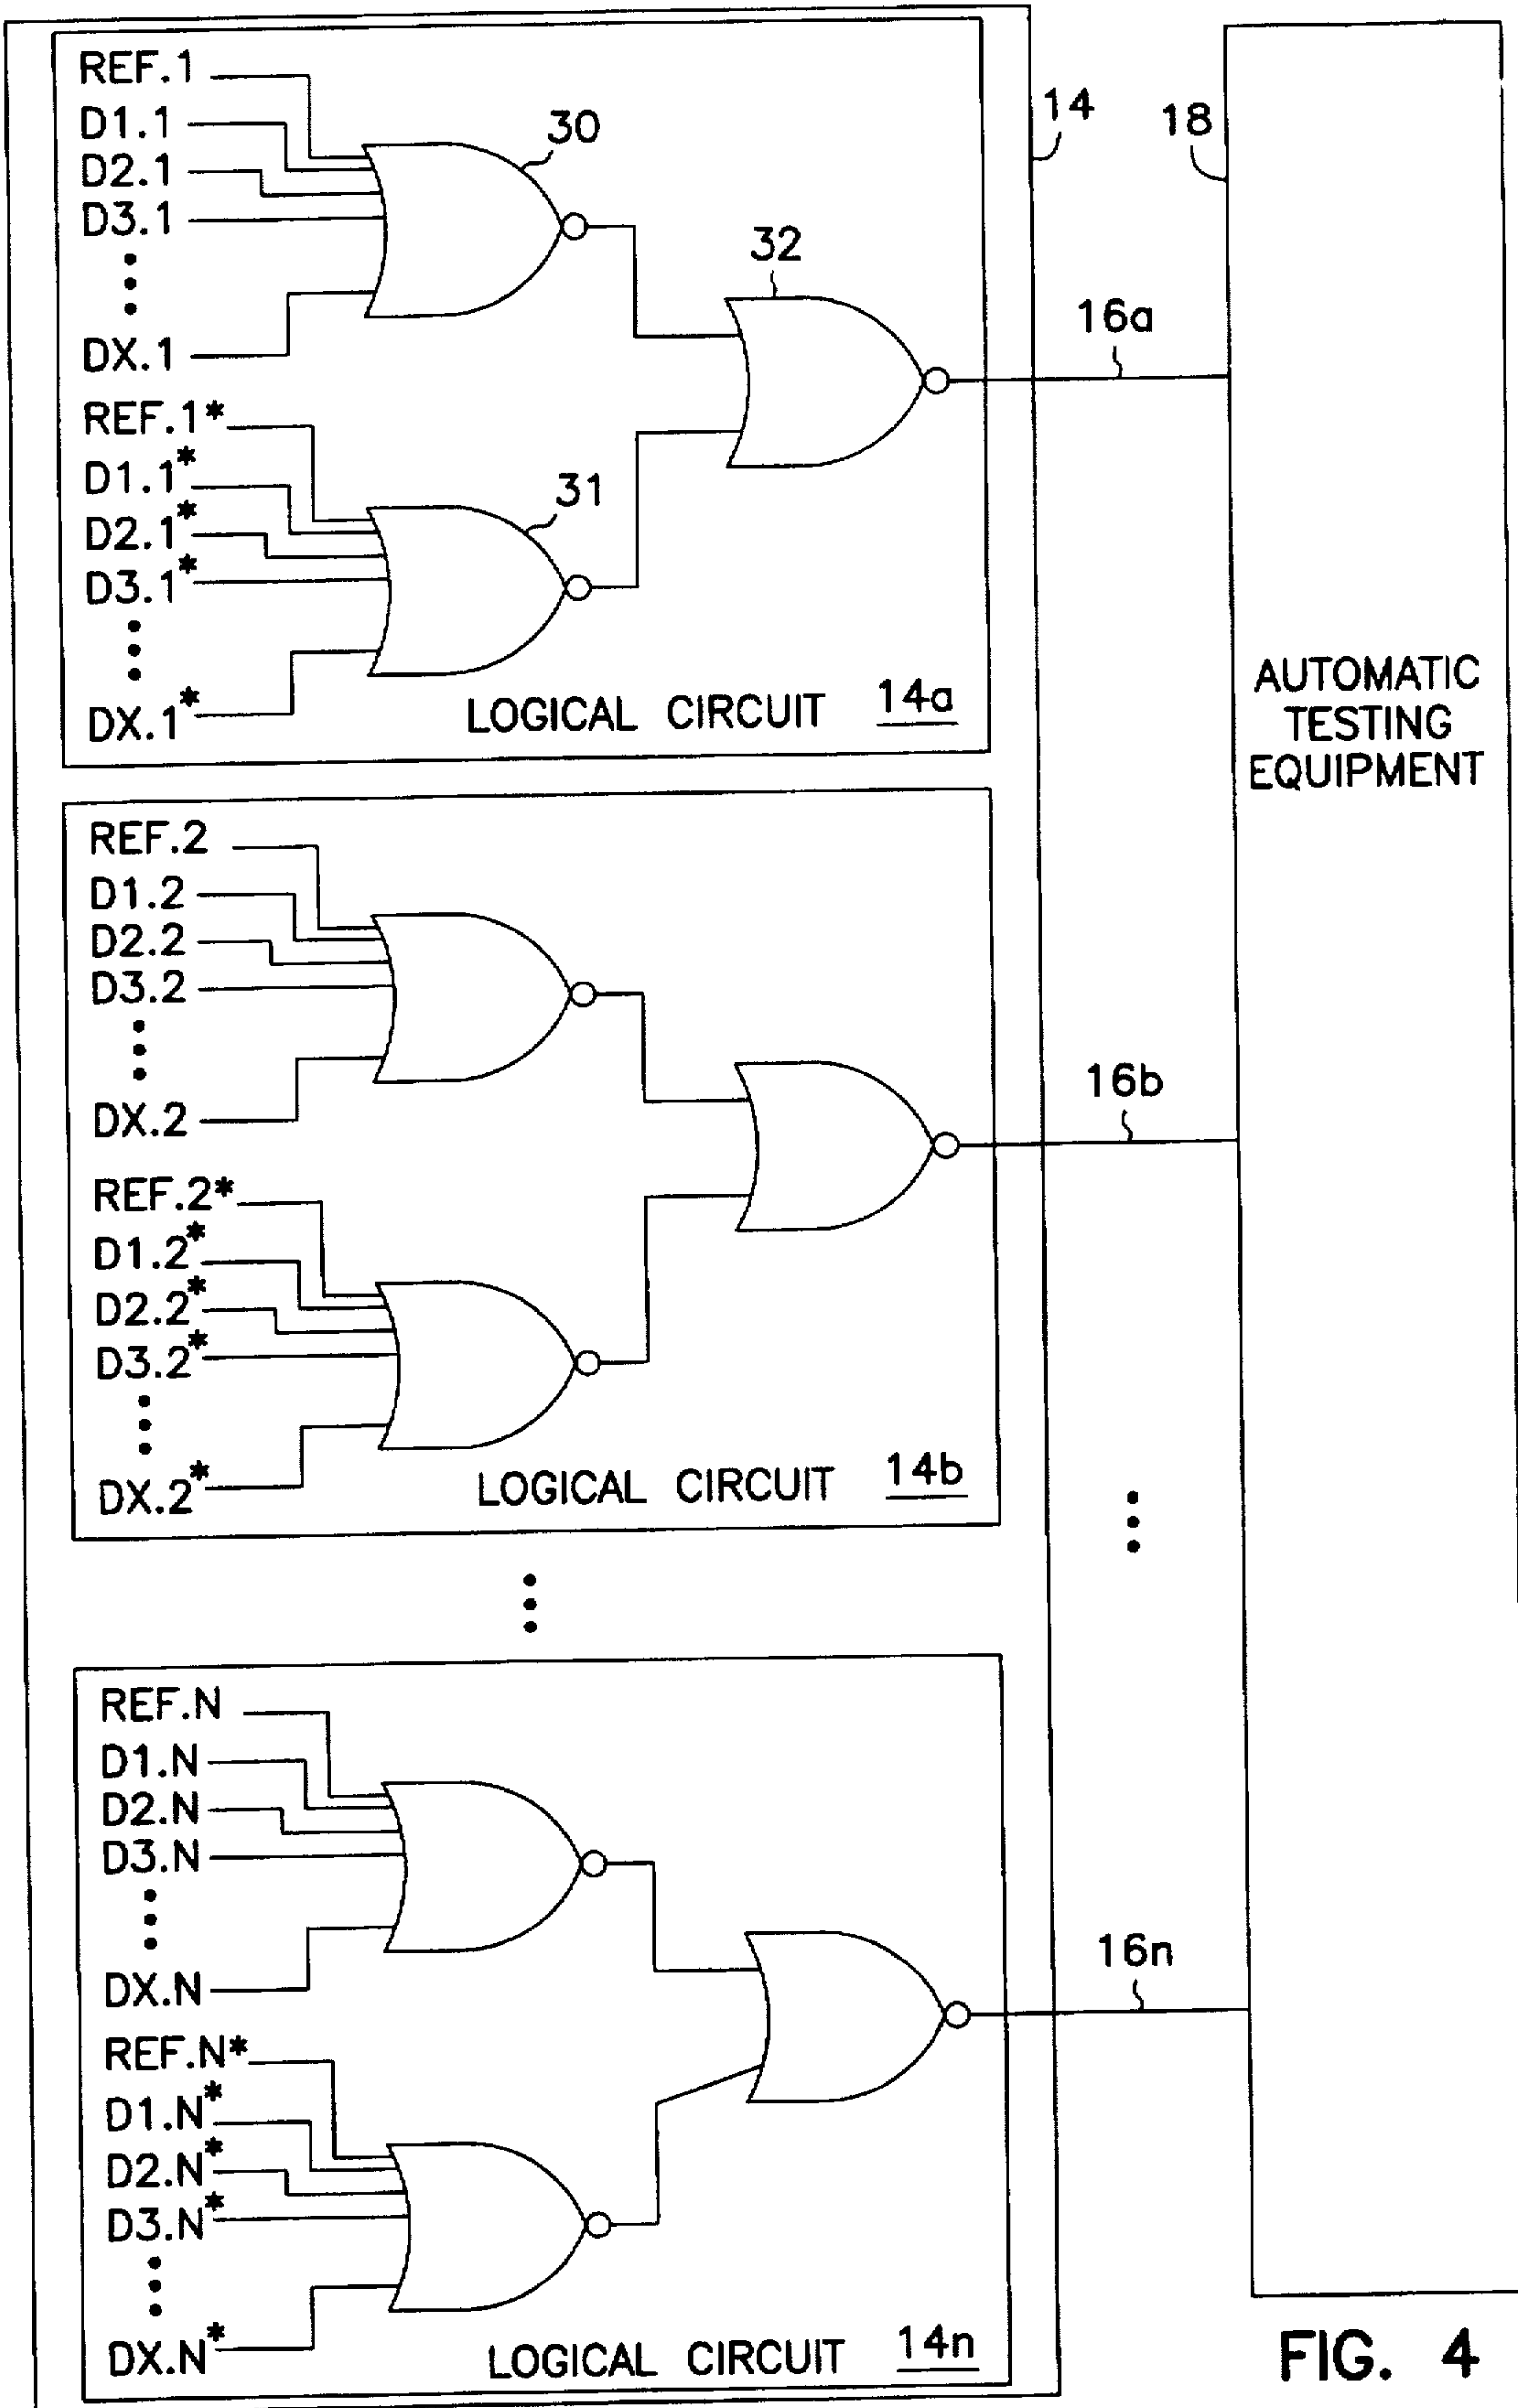 REF.1
D1.1
D2.1
D3.1
DX.1
30
32
REF.1*
D1.1*
D2.1*
D3.1*
DX.1*
31
LOGICAL CIRCUIT 14a
14
18
16a
AUTOMATIC
TESTING
EQUIPMENT
REF.2
D1.2
D2.2
D3.2
DX.2
REF.2*
D1.2*
D2.2*
D3.2*
DX.2*
LOGICAL CIRCUIT 14b
16b
REF.N
D1.N
D2.N
D3.N
DX.N
REF.N*
D1.N*
D2.N*
D3.N*
DX.N*
LOGICAL CIRCUIT 14n
16n
FIG. 4